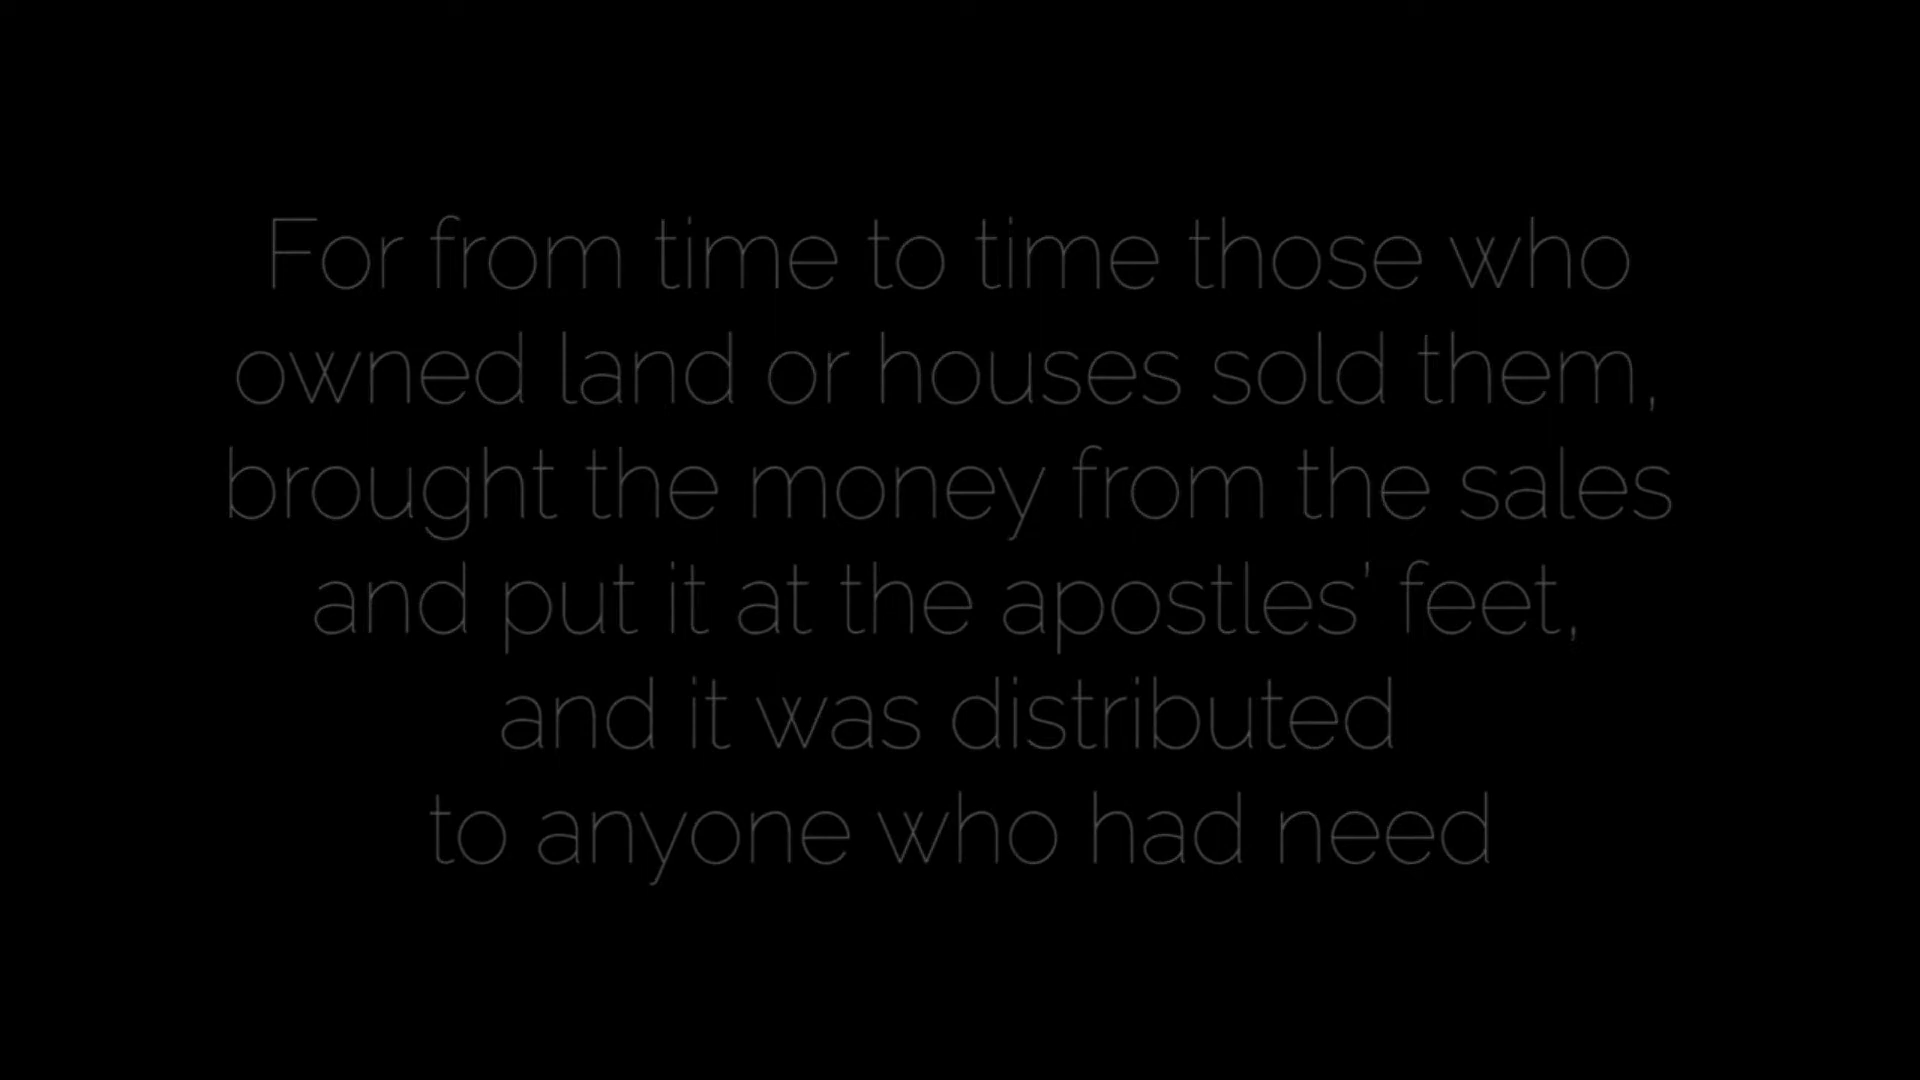 For from time to time those who
owned land or houses sold them,
brought the money from the sales
and put it at the apostles’ feet,
and it was distributed
to anyone who had need